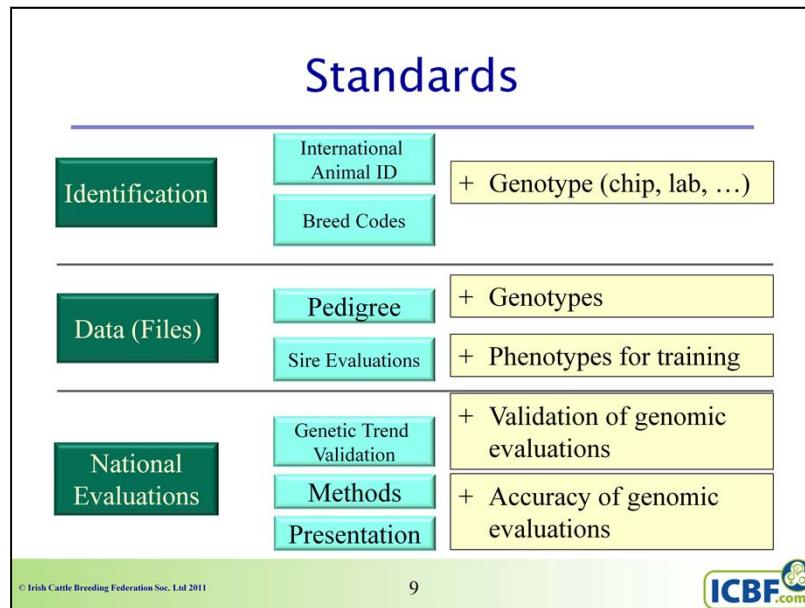 Standards
Identification
International
Animal ID
Breed Codes
+ Genotype (chip, lab, …)
Data (Files)
Pedigree
Sire Evaluations
+ Genotypes
+ Phenotypes for training
National
Evaluations
Genetic Trend
Validation
Methods
Presentation
+ Validation of genomic
evaluations
+ Accuracy of genomic
evaluations
© Irish Cattle Breeding Federation Soc. Ltd 2011
9
ICBF.com